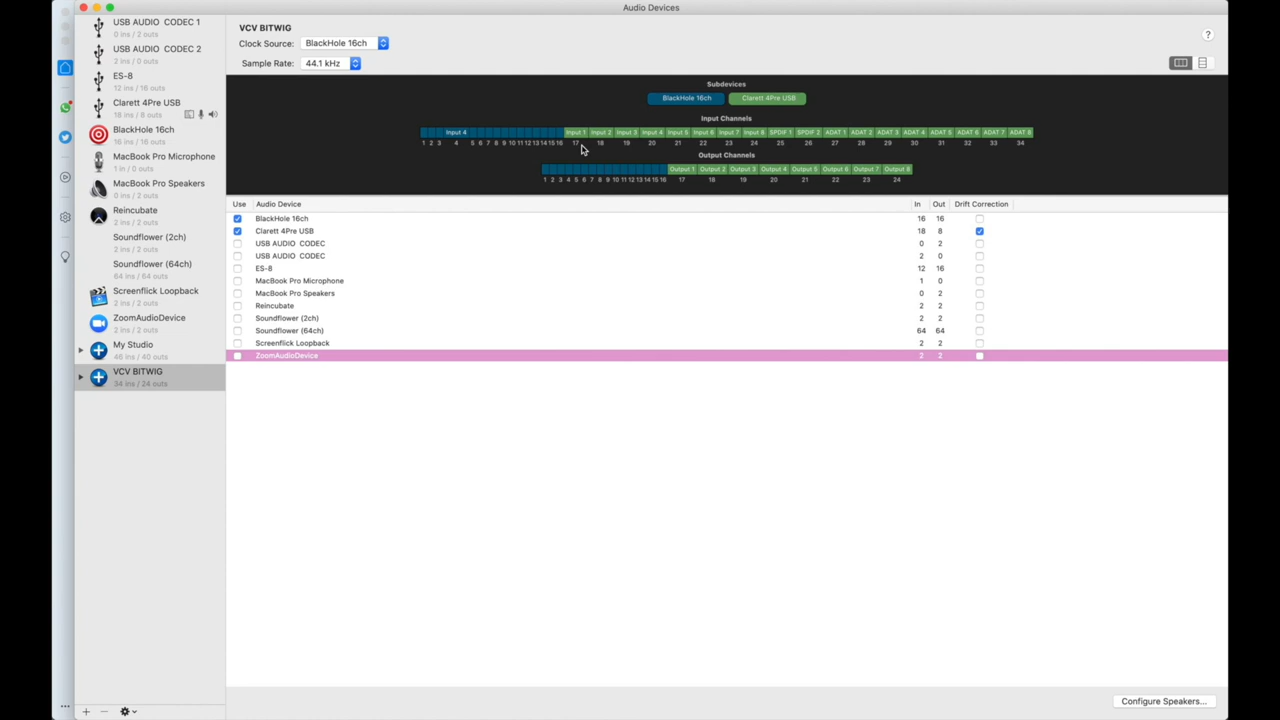 Audio Devices
USB AUDIO  CODEC 1
0 ins / 2 outs
USB AUDIO  CODEC 2
2 ins / 0 outs
ES-8
12 ins / 16 outs
Clarett 4Pre USB
18 ins / 8 outs
BlackHole 16ch
16 ins / 16 outs
MacBook Pro Microphone
1 in / 0 outs
MacBook Pro Speakers
0 ins / 2 outs
Reincubate
2 ins / 2 outs
Soundflower (2ch)
2 ins / 2 outs
Soundflower (64ch)
64 ins / 64 outs
Screenflick Loopback
2 ins / 2 outs
ZoomAudioDevice
2 ins / 2 outs
My Studio
46 ins / 40 outs
VCV BITWIG
34 ins / 24 outs
VCV BITWIG
?
Clock Source: BlackHole 16ch
Sample Rate: 44.1 kHz
Subdevices
BlackHole 16ch Clarett 4Pre USB
Input Channels
Input 4 Input 1 Input 2 Input 3 Input 4 Input 5 Input 6 Input 7 Input 8 SPDIF 1 SPDIF 2 ADAT 1 ADAT 2 ADAT 3 ADAT 4 ADAT 5 ADAT 6 ADAT 7 ADAT 8
1 2 3 4 5 6 7 8 9 10 11 12 13 14 15 16 17 18 19 20 21 22 23 24 25 26 27 28 29 30 31 32 33 34
Output Channels
Output 1 Output 2 Output 3 Output 4 Output 5 Output 6 Output 7 Output 8
1 2 3 4 5 6 7 8 9 10 11 12 13 14 15 16 17 18 19 20 21 22 23 24
Use Audio Device In Out Drift Correction
BlackHole 16ch 16 16
Clarett 4Pre USB 18 8
USB AUDIO  CODEC 0 2
USB AUDIO  CODEC 2 0
ES-8 12 16
MacBook Pro Microphone 1 0
MacBook Pro Speakers 0 2
Reincubate 2 2
Soundflower (2ch) 2 2
Soundflower (64ch) 64 64
Screenflick Loopback 2 2
ZoomAudioDevice 2 2
Configure Speakers...